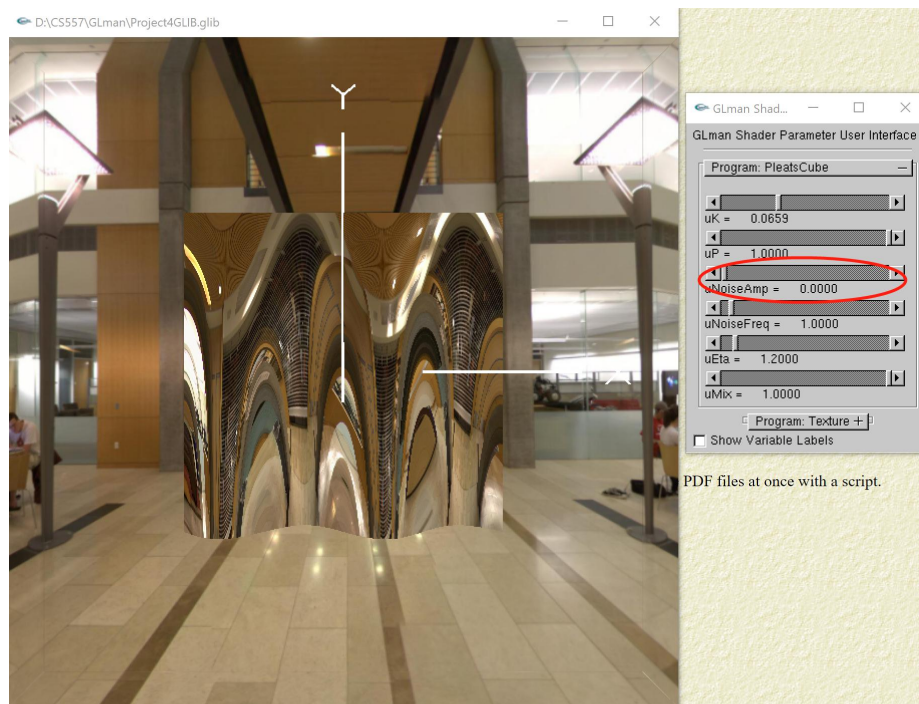 D:\CS557\GLman\Project4GLIB.glib
Y
X
GLman Shad...
GLman Shader Parameter User Interface
Program: PleatsCube
uK = 0.0659
uP = 1.0000
uNoiseAmp = 0.0000
uNoiseFreq = 1.0000
uEta = 1.2000
uMix = 1.0000
Program: Texture +
Show Variable Labels
PDF files at once with a script.